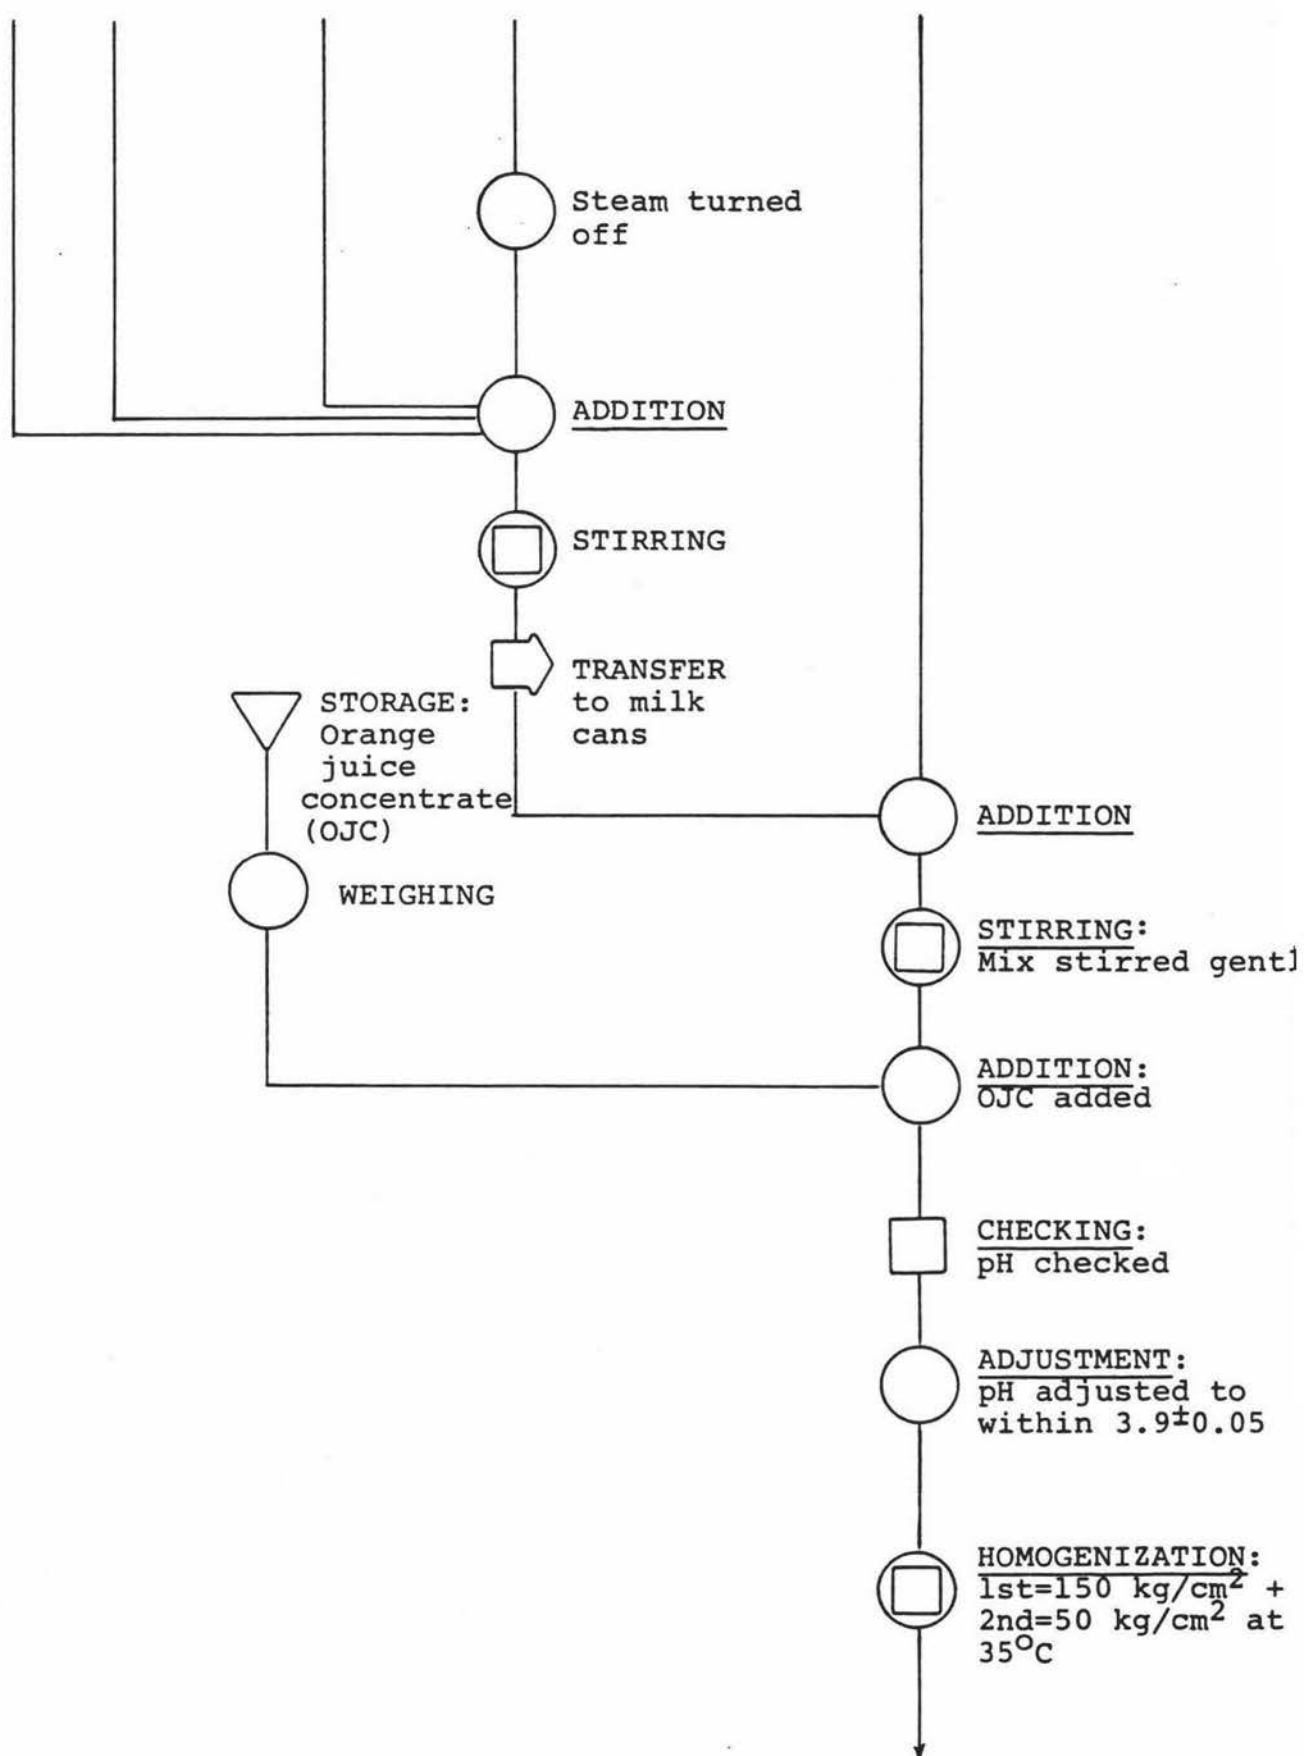 Steam turned
off
ADDITION
STIRRING
TRANSFER
to milk
cans
STORAGE:
Orange
juice
concentrate
(OJC)
WEIGHING
ADDITION
STIRRING:
Mix stirred gentl
ADDITION:
OJC added
CHECKING:
pH checked
ADJUSTMENT:
pH adjusted to
within 3.9±0.05
HOMOGENIZATION:
1st=150 kg/cm² +
2nd=50 kg/cm² at
35°C